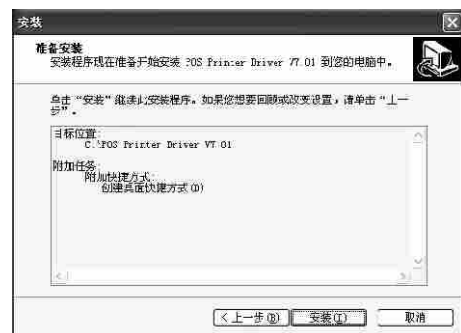 安装
准备安装
安装程序现在准备开始安装 POS Printer Driver V7.01 到您的电脑中。
单击“安装”继续此安装程序。如果您想要回顾或改变设置，请单击“上一
步”。
目标位置:
C:\POS Printer Driver V7.01
附加任务:
附加快捷方式:
创建桌面快捷方式(D)
< 上一步(B)
安装(I)
取消